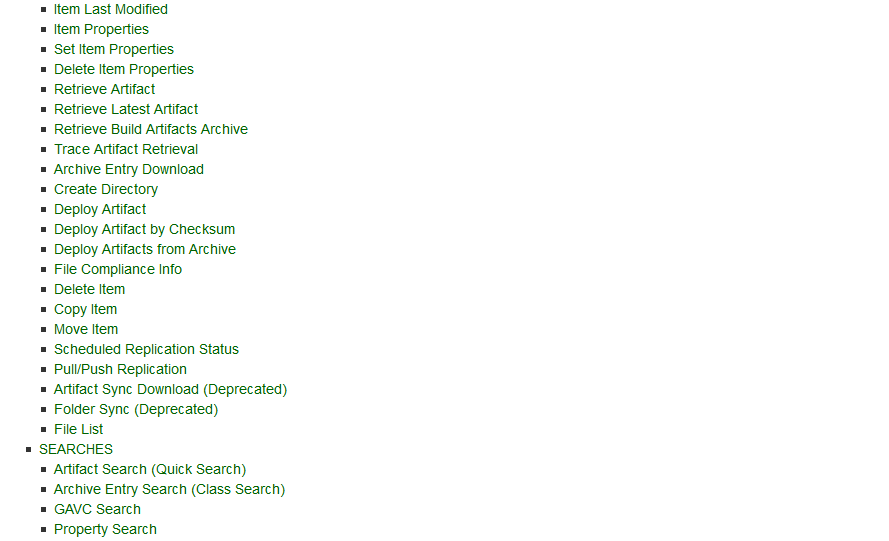 Item Last Modified
Item Properties
Set Item Properties
Delete Item Properties
Retrieve Artifact
Retrieve Latest Artifact
Retrieve Build Artifacts Archive
Trace Artifact Retrieval
Archive Entry Download
Create Directory
Deploy Artifact
Deploy Artifact by Checksum
Deploy Artifacts from Archive
File Compliance Info
Delete Item
Copy Item
Move Item
Scheduled Replication Status
Pull/Push Replication
Artifact Sync Download (Deprecated)
Folder Sync (Deprecated)
File List
SEARCHES
Artifact Search (Quick Search)
Archive Entry Search (Class Search)
GAVC Search
Property Search